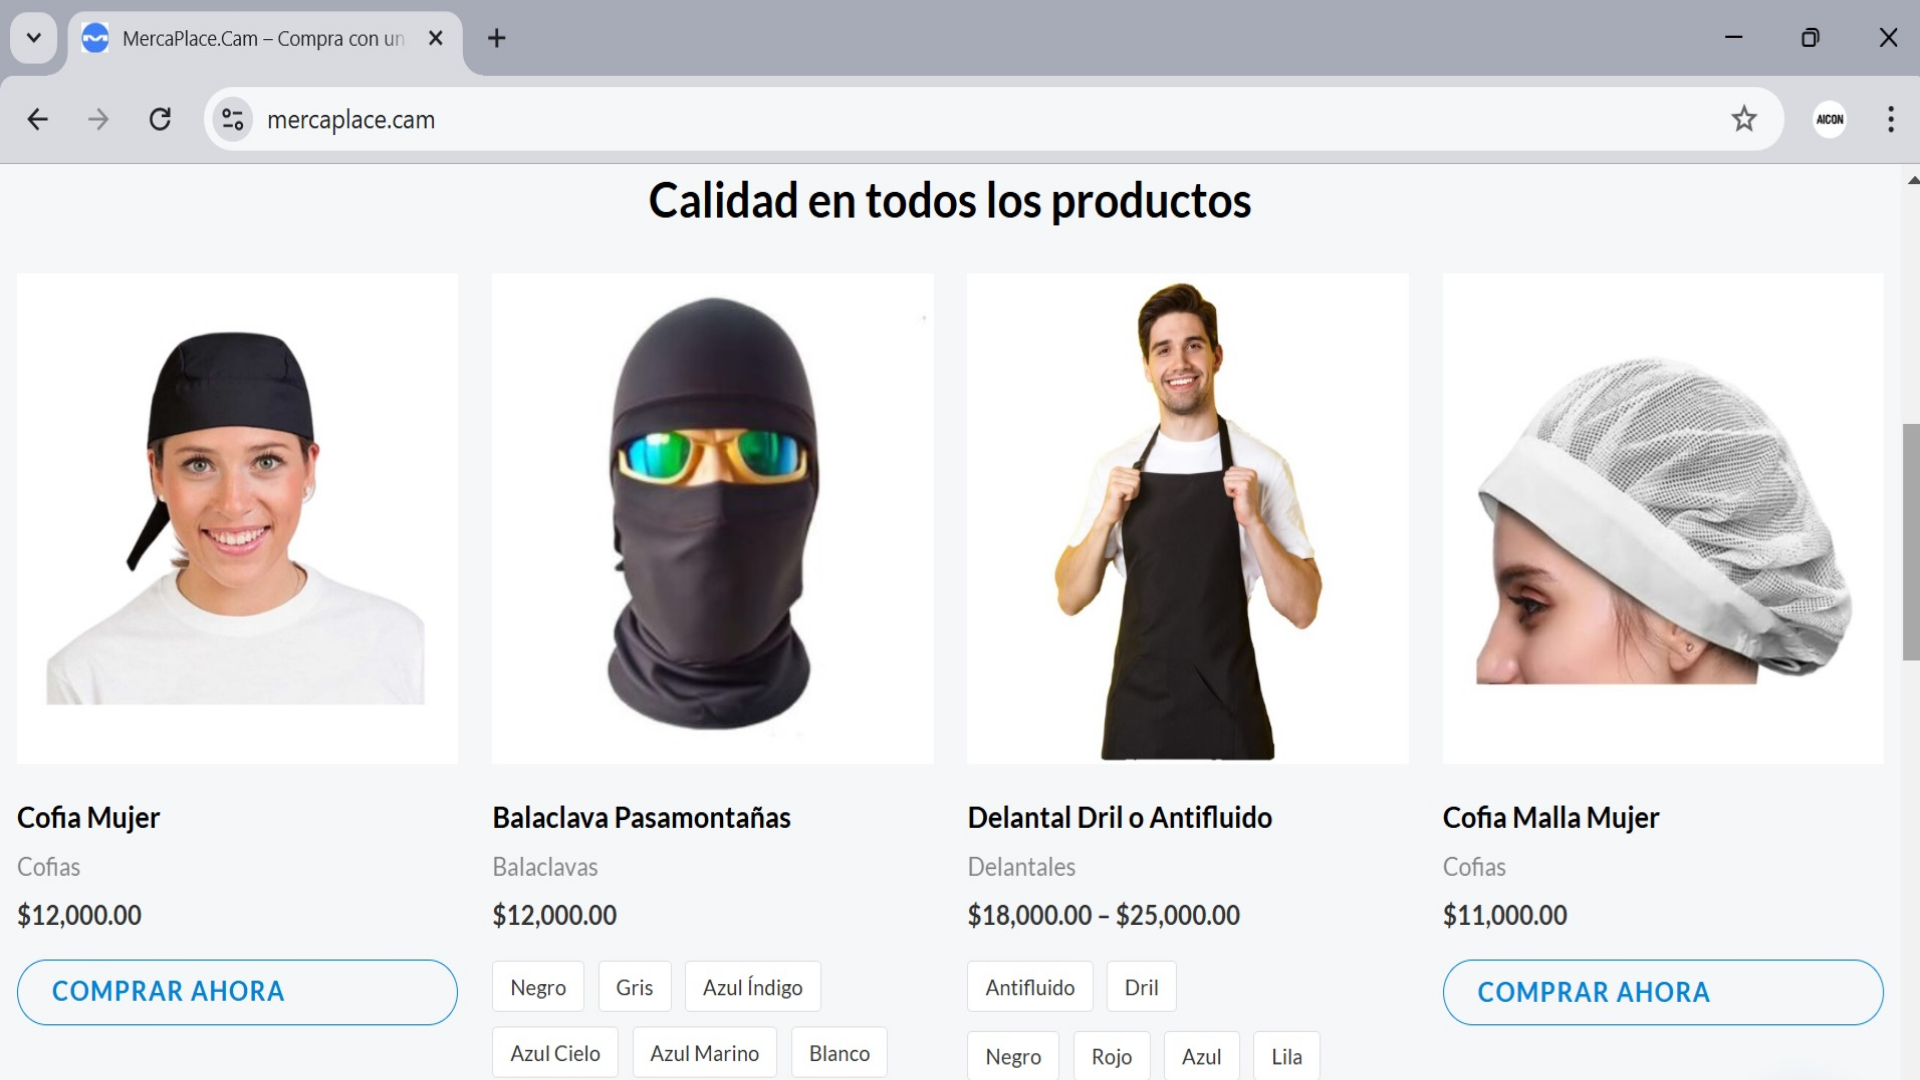 MercaPlace.Cam – Compra con un
mercaplace.cam
AICON
Calidad en todos los productos
Cofia Mujer
Cofias
$12,000.00
COMPRAR AHORA
Balaclava Pasamontañas
Balaclavas
$12,000.00
Negro Gris Azul Índigo
Azul Cielo Azul Marino Blanco
Delantal Dril o Antifluido
Delantales
$18,000.00 – $25,000.00
Antifluido Dril
Negro Rojo Azul Lila
Cofia Malla Mujer
Cofias
$11,000.00
COMPRAR AHORA